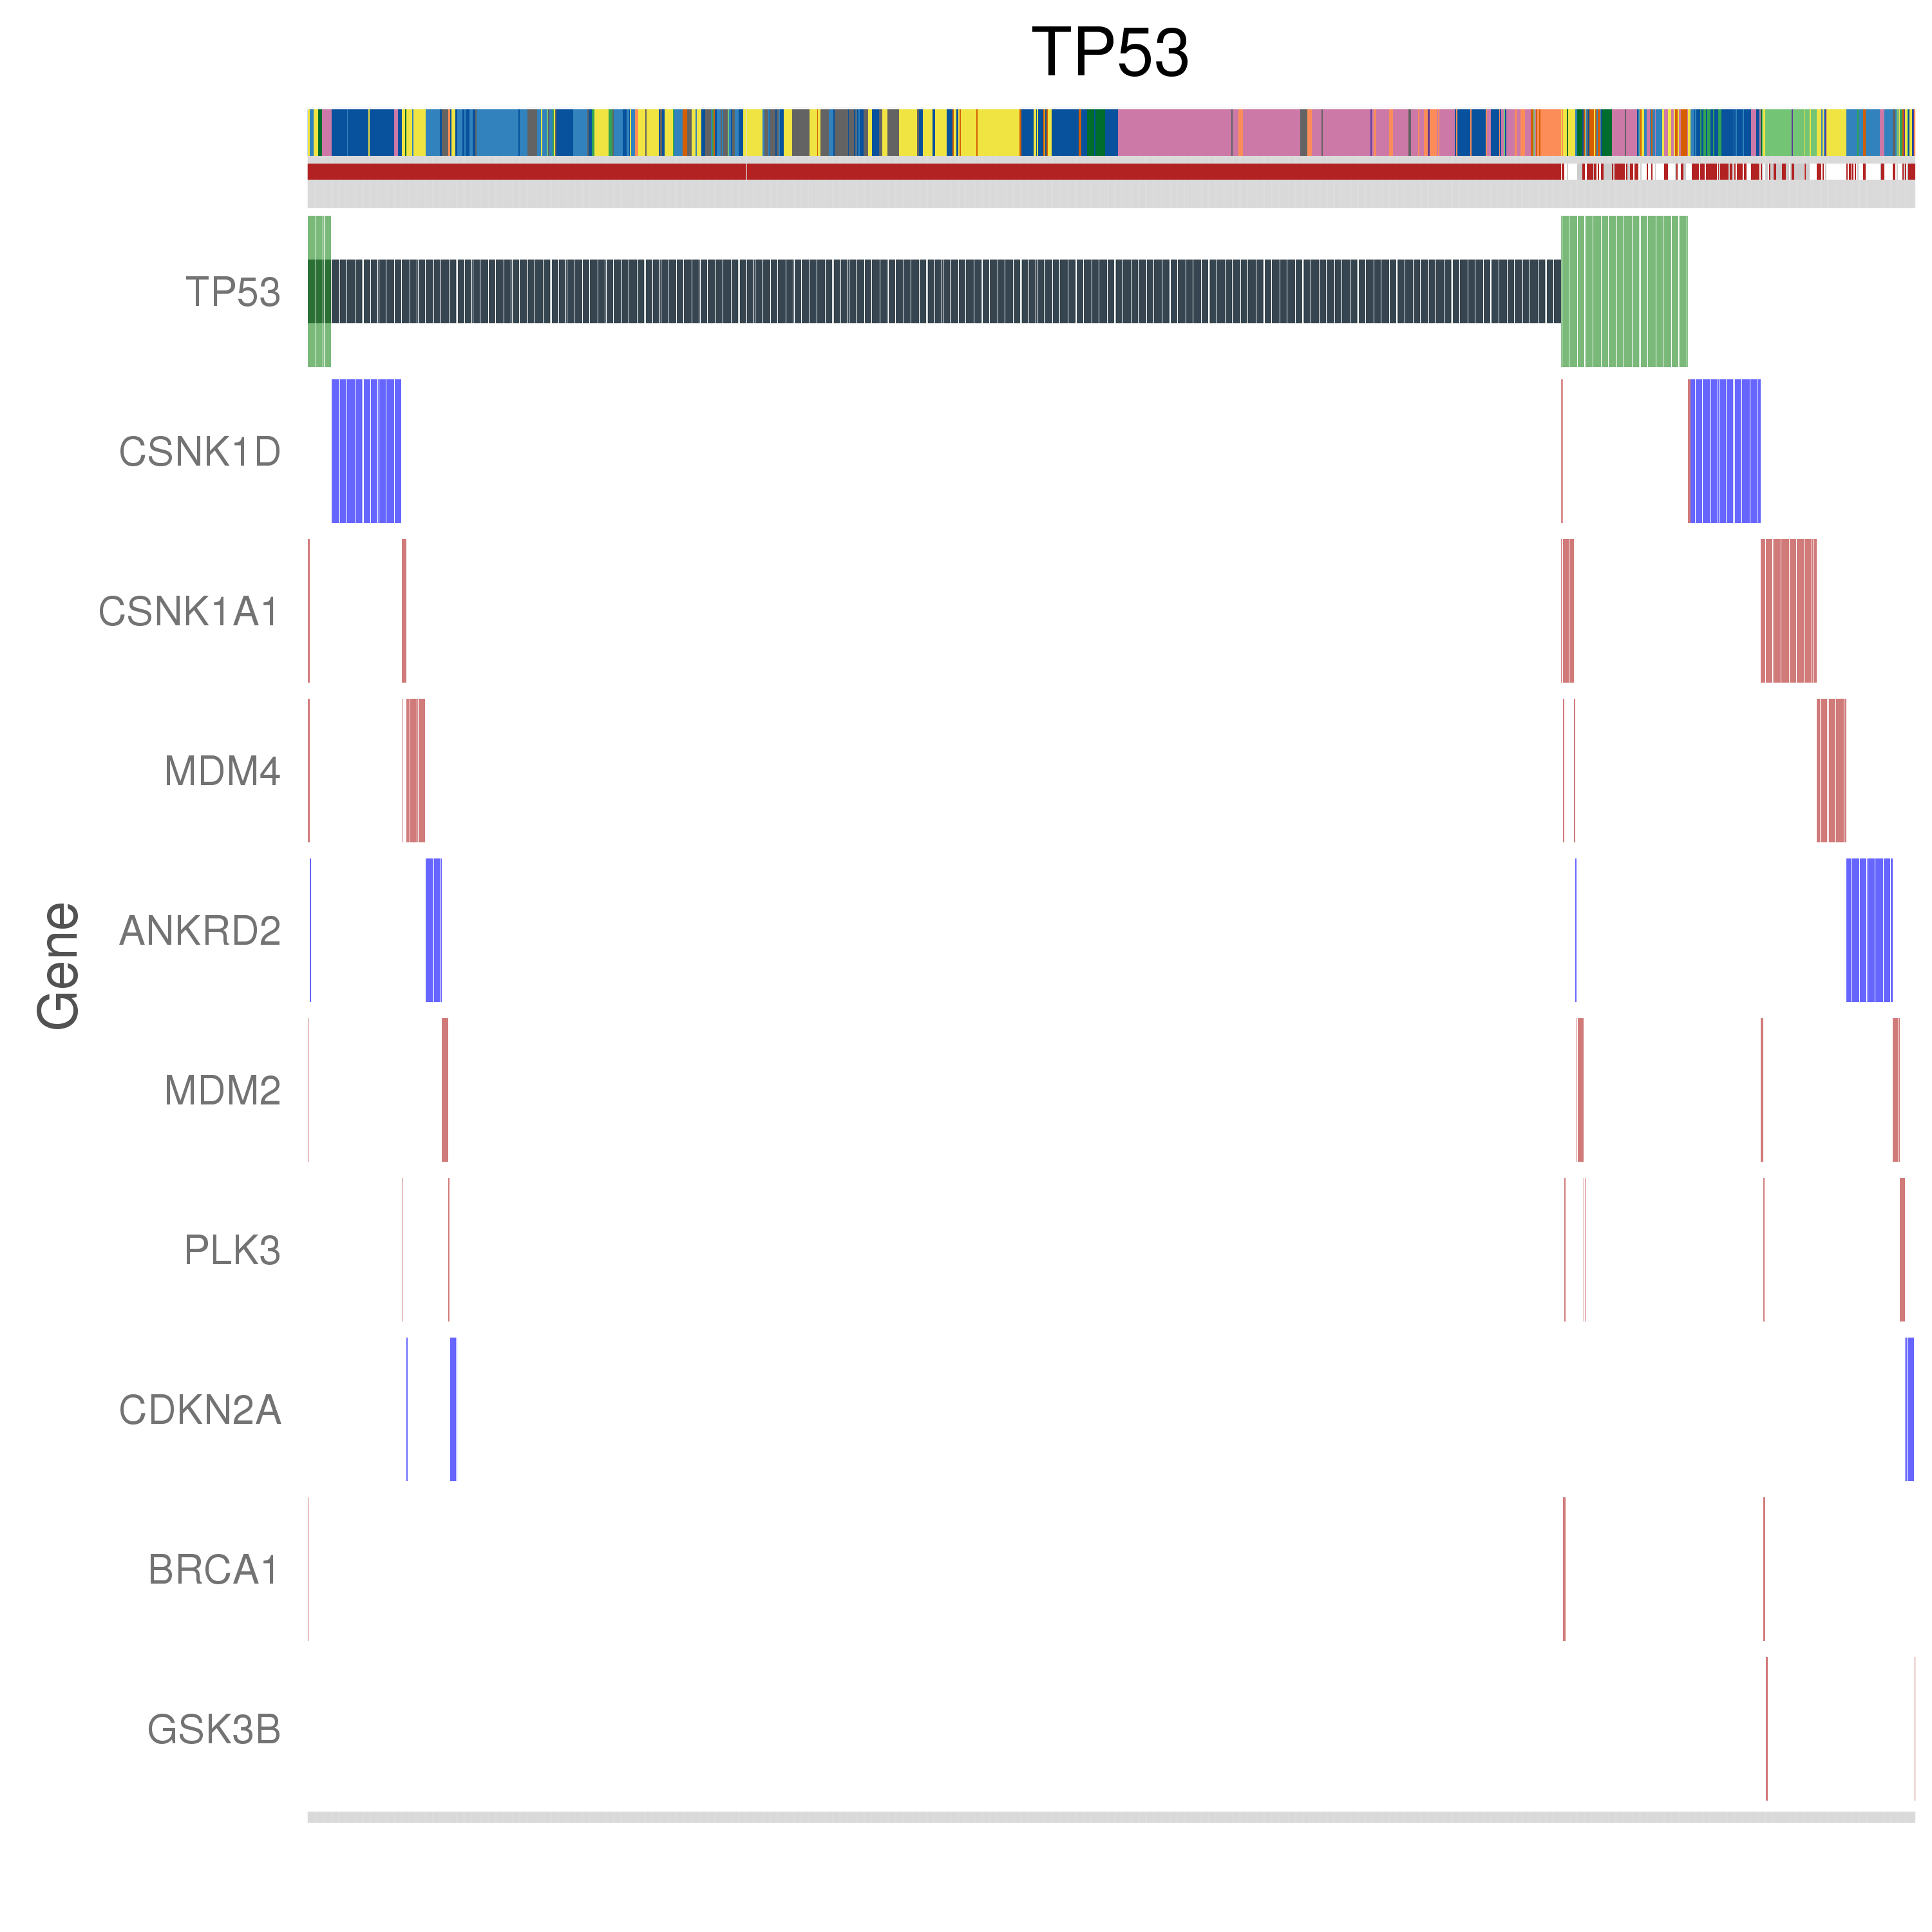 TP53
TP53
CSNK1D
CSNK1A1
MDM4
ANKRD2
Gene
MDM2
PLK3
CDKN2A
BRCA1
GSK3B